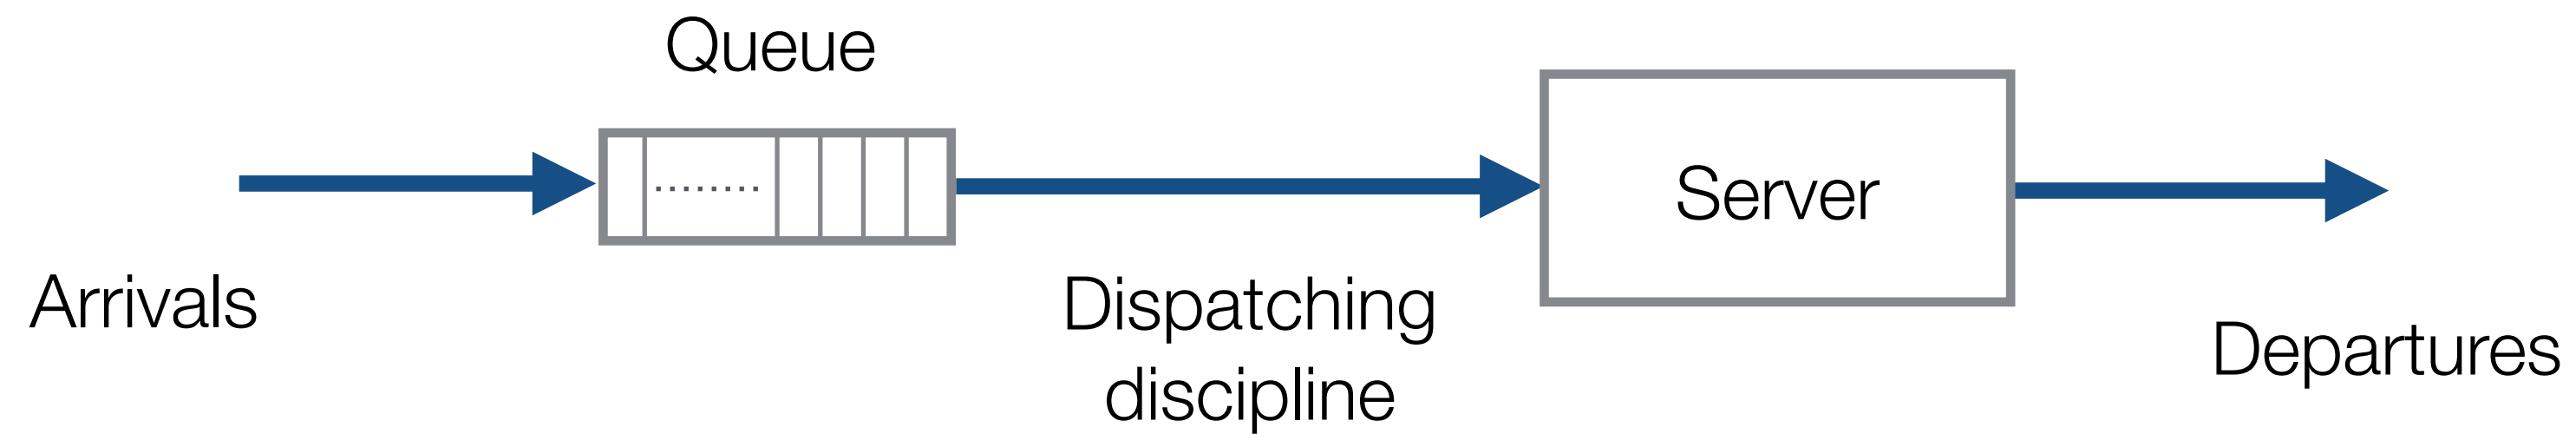 Queue
Server
Arrivals
Dispatching
discipline
Departures